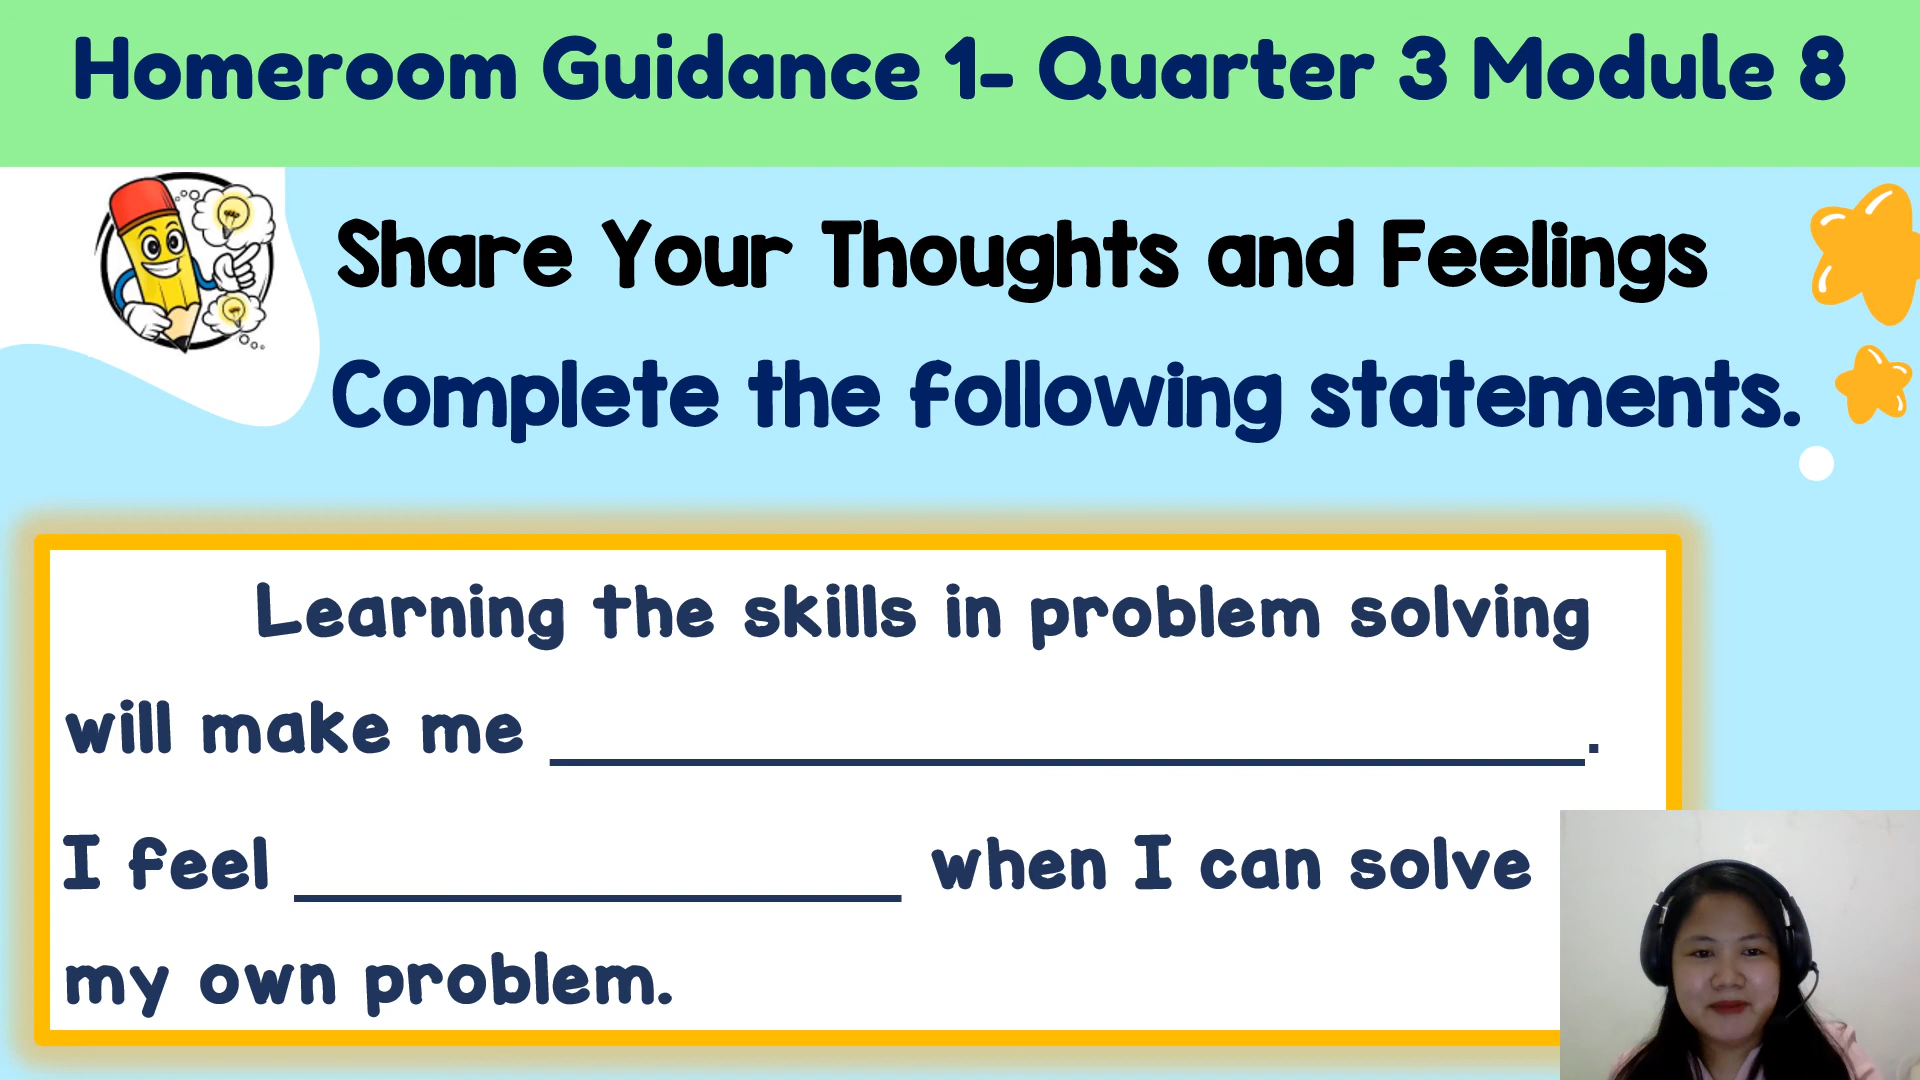 Homeroom Guidance 1- Quarter 3 Module 8
Share Your Thoughts and Feelings
Complete the following statements.
Learning the skills in problem solving
will make me ____________________.
I feel ____________ when I can solve
my own problem.